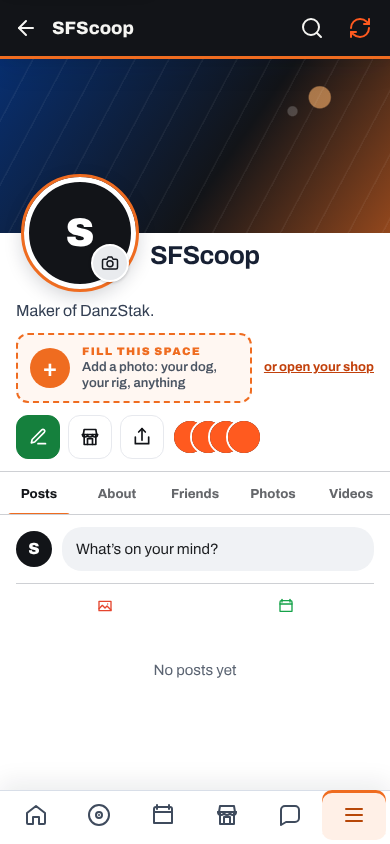 SFScoop
S
SFScoop
Maker of DanzStak.
FILL THIS SPACE
Add a photo: your dog,
your rig, anything
or open your shop
Posts About Friends Photos Videos
S
What's on your mind?
No posts yet